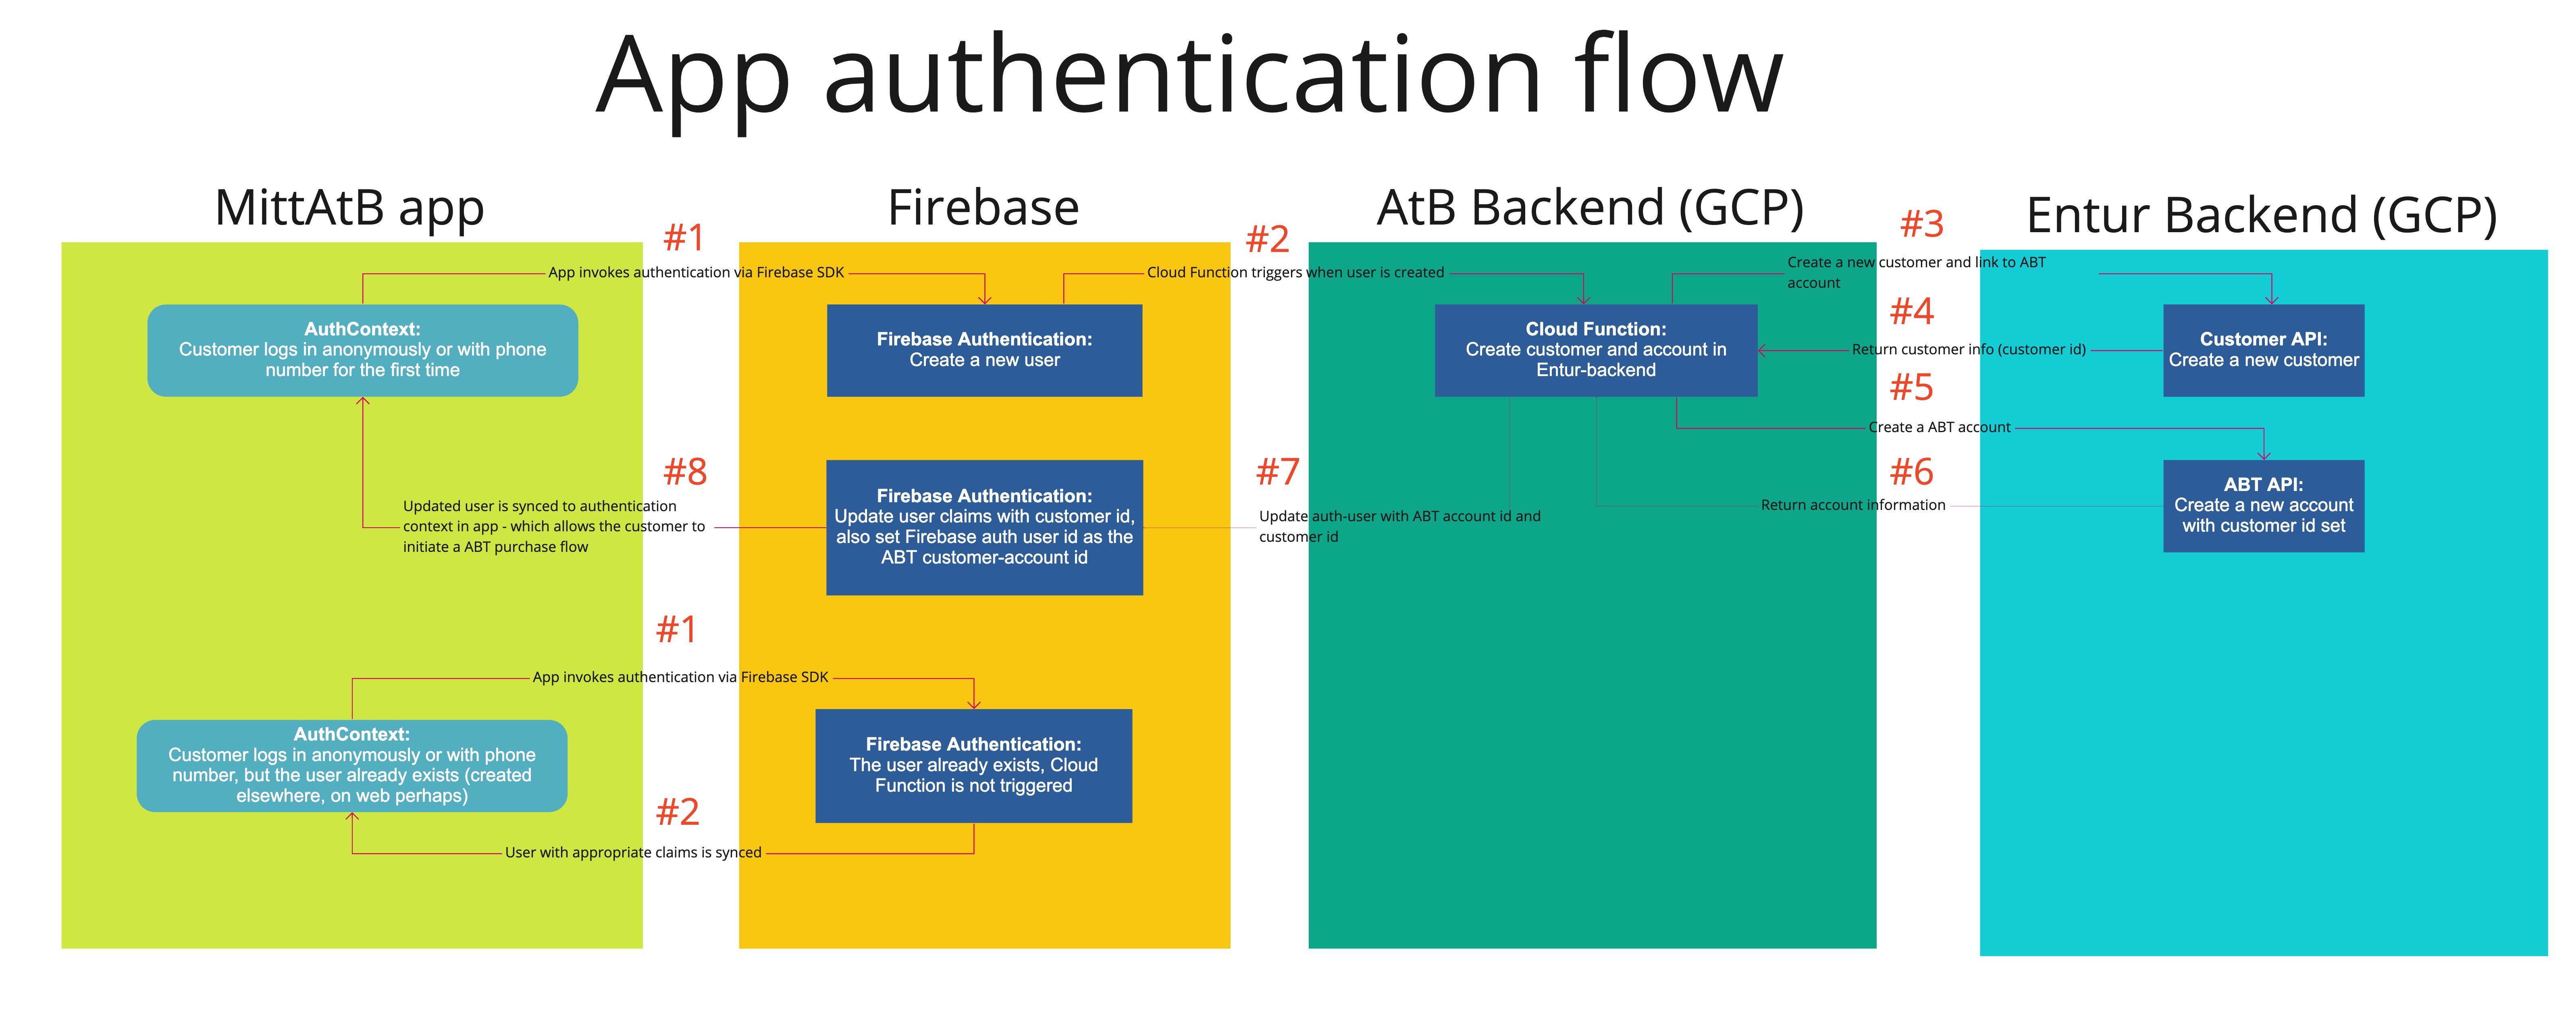 App authentication flow
MittAtB app
Firebase
AtB Backend (GCP)
Entur Backend (GCP)
#1
#2
#3
App invokes authentication via Firebase SDK
Cloud Function triggers when user is created
Create a new customer and link to ABT
account
AuthContext:
Customer logs in anonymously or with phone
number for the first time
Firebase Authentication:
Create a new user
Cloud Function:
Create customer and account in
Entur-backend
#4
Return customer info (customer id)
Customer API:
Create a new customer
#5
Create a ABT account
#8
Updated user is synced to authentication
context in app - which allows the customer to
initiate a ABT purchase flow
Firebase Authentication:
Update user claims with customer id,
also set Firebase auth user id as the
ABT customer-account id
#7
Update auth-user with ABT account id and
customer id
#6
Return account information
ABT API:
Create a new account
with customer id set
#1
App invokes authentication via Firebase SDK
AuthContext:
Customer logs in anonymously or with phone
number, but the user already exists (created
elsewhere, on web perhaps)
Firebase Authentication:
The user already exists, Cloud
Function is not triggered
#2
User with appropriate claims is synced